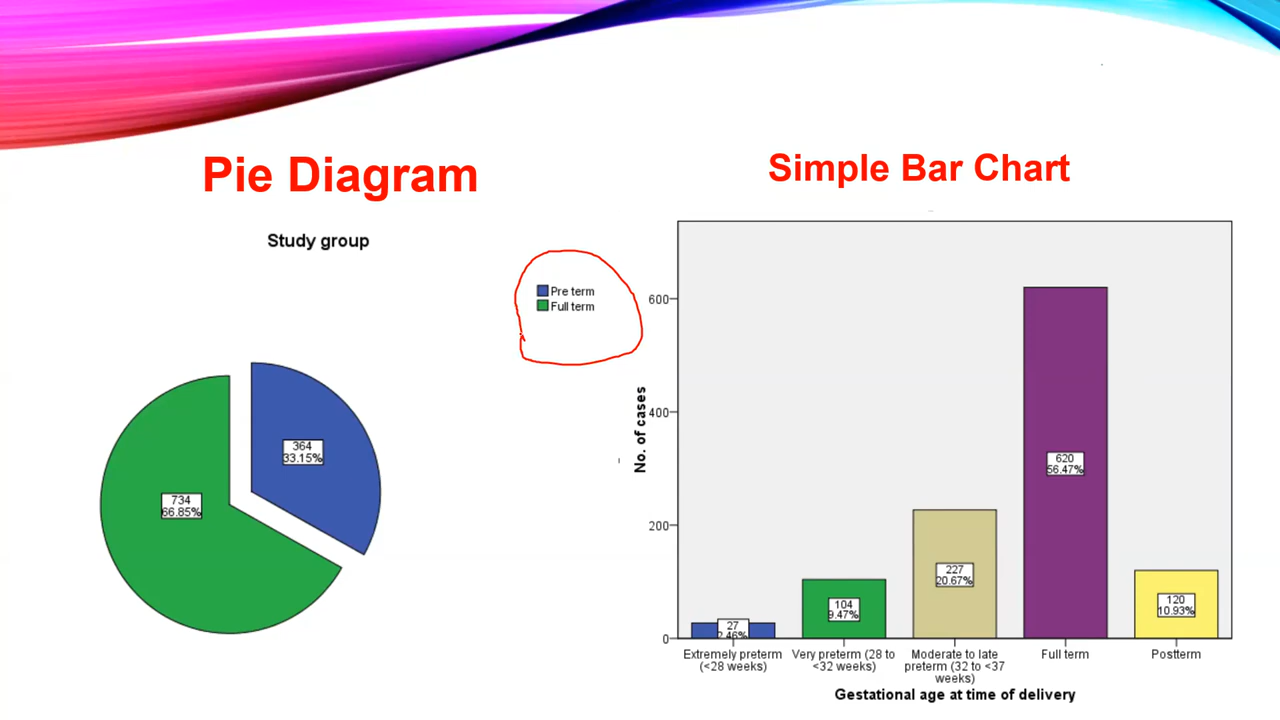 Pie Diagram
Study group
Pre term
Full term
364
33.15%
734
66.85%
Simple Bar Chart
No. of cases
600
400
200
0
27
2.46%
104
9.47%
227
20.67%
620
56.47%
120
10.93%
Extremely preterm
(<28 weeks)
Very preterm (28 to
<32 weeks)
Moderate to late
preterm (32 to <37
weeks)
Full term
Postterm
Gestational age at time of delivery